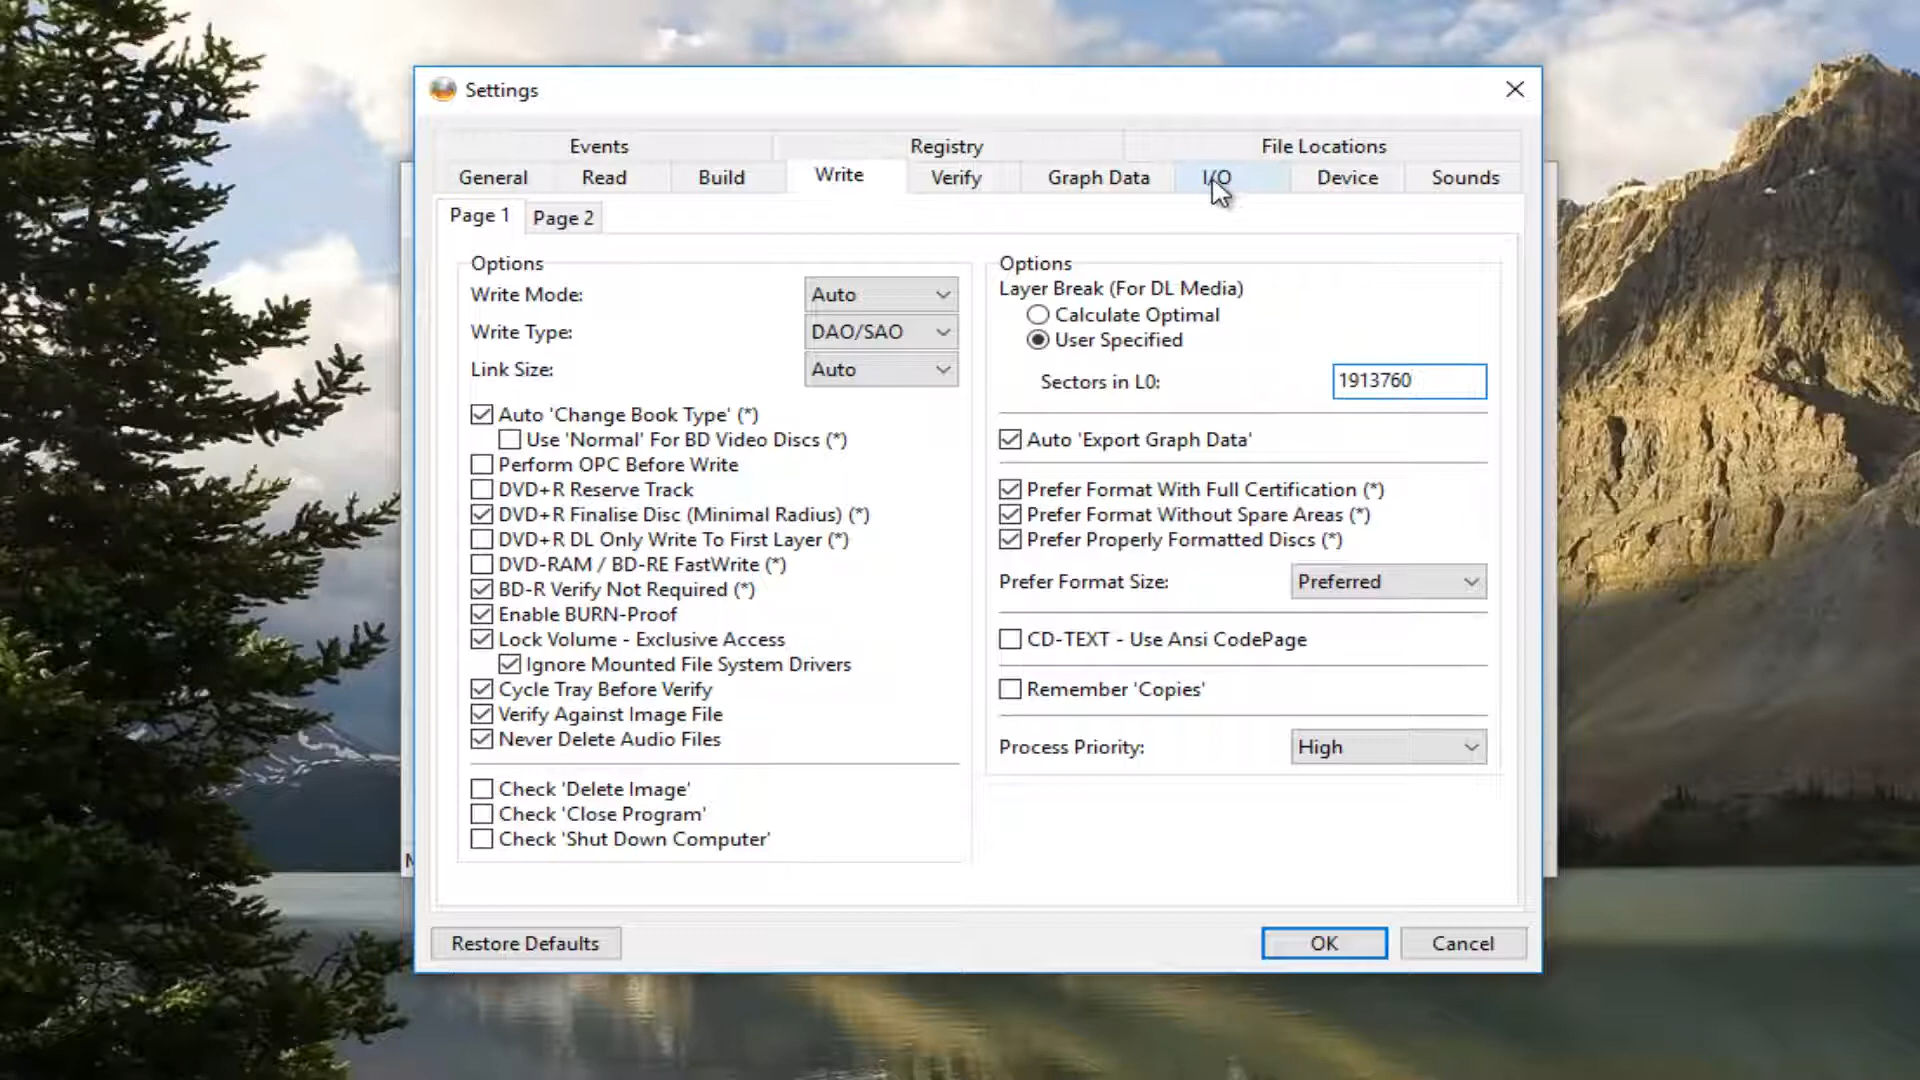 Settings
Events Registry File Locations
General Read Build Write Verify Graph Data I/O Device Sounds
Page 1 Page 2
Options
Write Mode: Auto
Write Type: DAO/SAO
Link Size: Auto
Auto 'Change Book Type' (*)
Use 'Normal' For BD Video Discs (*)
Perform OPC Before Write
DVD+R Reserve Track
DVD+R Finalise Disc (Minimal Radius) (*)
DVD+R DL Only Write To First Layer (*)
DVD-RAM / BD-RE FastWrite (*)
BD-R Verify Not Required (*)
Enable BURN-Proof
Lock Volume - Exclusive Access
Ignore Mounted File System Drivers
Cycle Tray Before Verify
Verify Against Image File
Never Delete Audio Files
Check 'Delete Image'
Check 'Close Program'
Check 'Shut Down Computer'
Options
Layer Break (For DL Media)
Calculate Optimal
User Specified
Sectors in L0: 1913760
Auto 'Export Graph Data'
Prefer Format With Full Certification (*)
Prefer Format Without Spare Areas (*)
Prefer Properly Formatted Discs (*)
Prefer Format Size: Preferred
CD-TEXT - Use Ansi CodePage
Remember 'Copies'
Process Priority: High
Restore Defaults OK Cancel